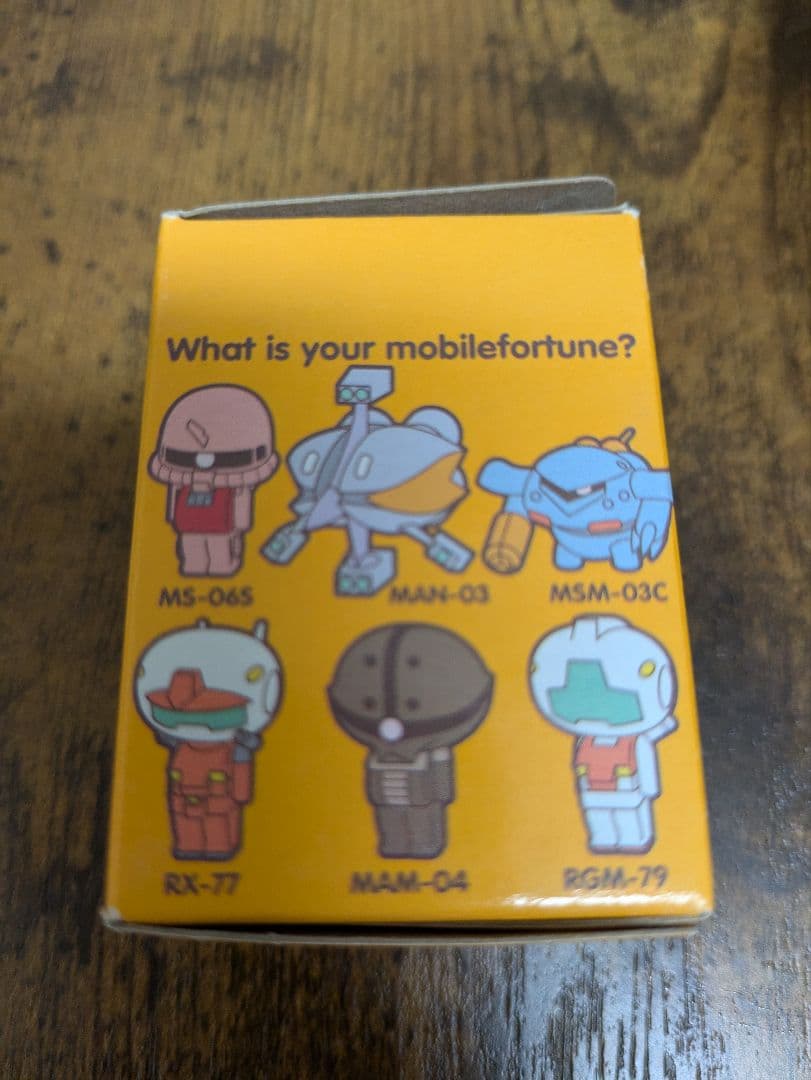 What is your mobilefortune?
MS-06S MAN-03 MSM-03C
RX-77 MAM-04 RGM-79